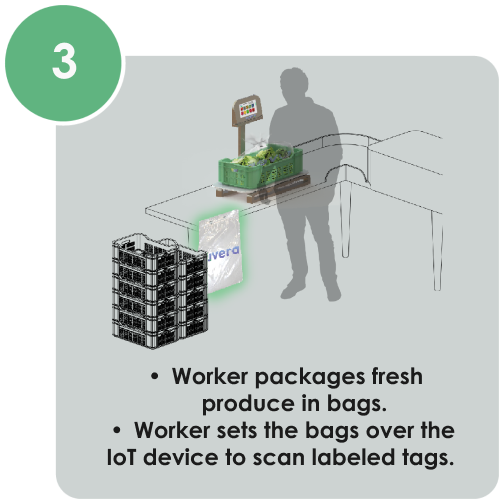 3
uvera
• Worker packages fresh
produce in bags.
• Worker sets the bags over the
IoT device to scan labeled tags.